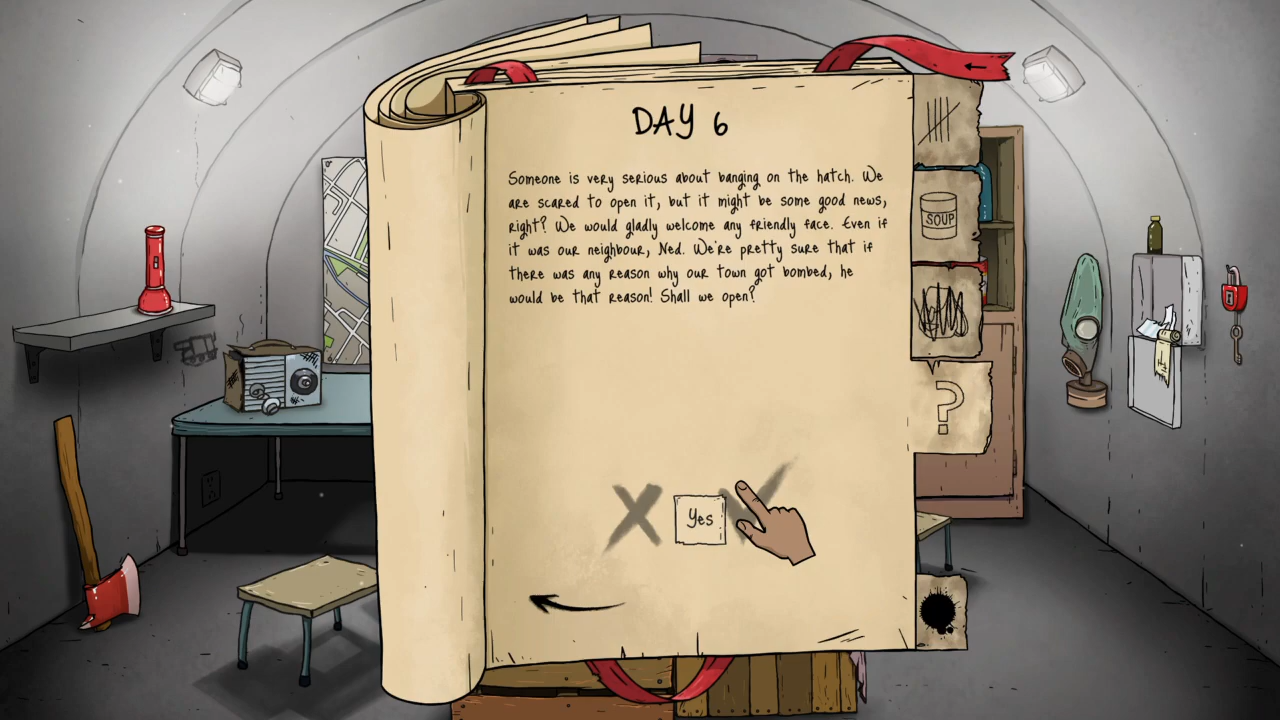 DAY 6
Someone is very serious about banging on the hatch. We
are scared to open it, but it might be some good news,
right? We would gladly welcome any friendly face. Even if
it was our neighbour, Ned. We're pretty sure that if
there was any reason why our town got bombed, he
would be that reason! Shall we open?
SOUP
?
Yes